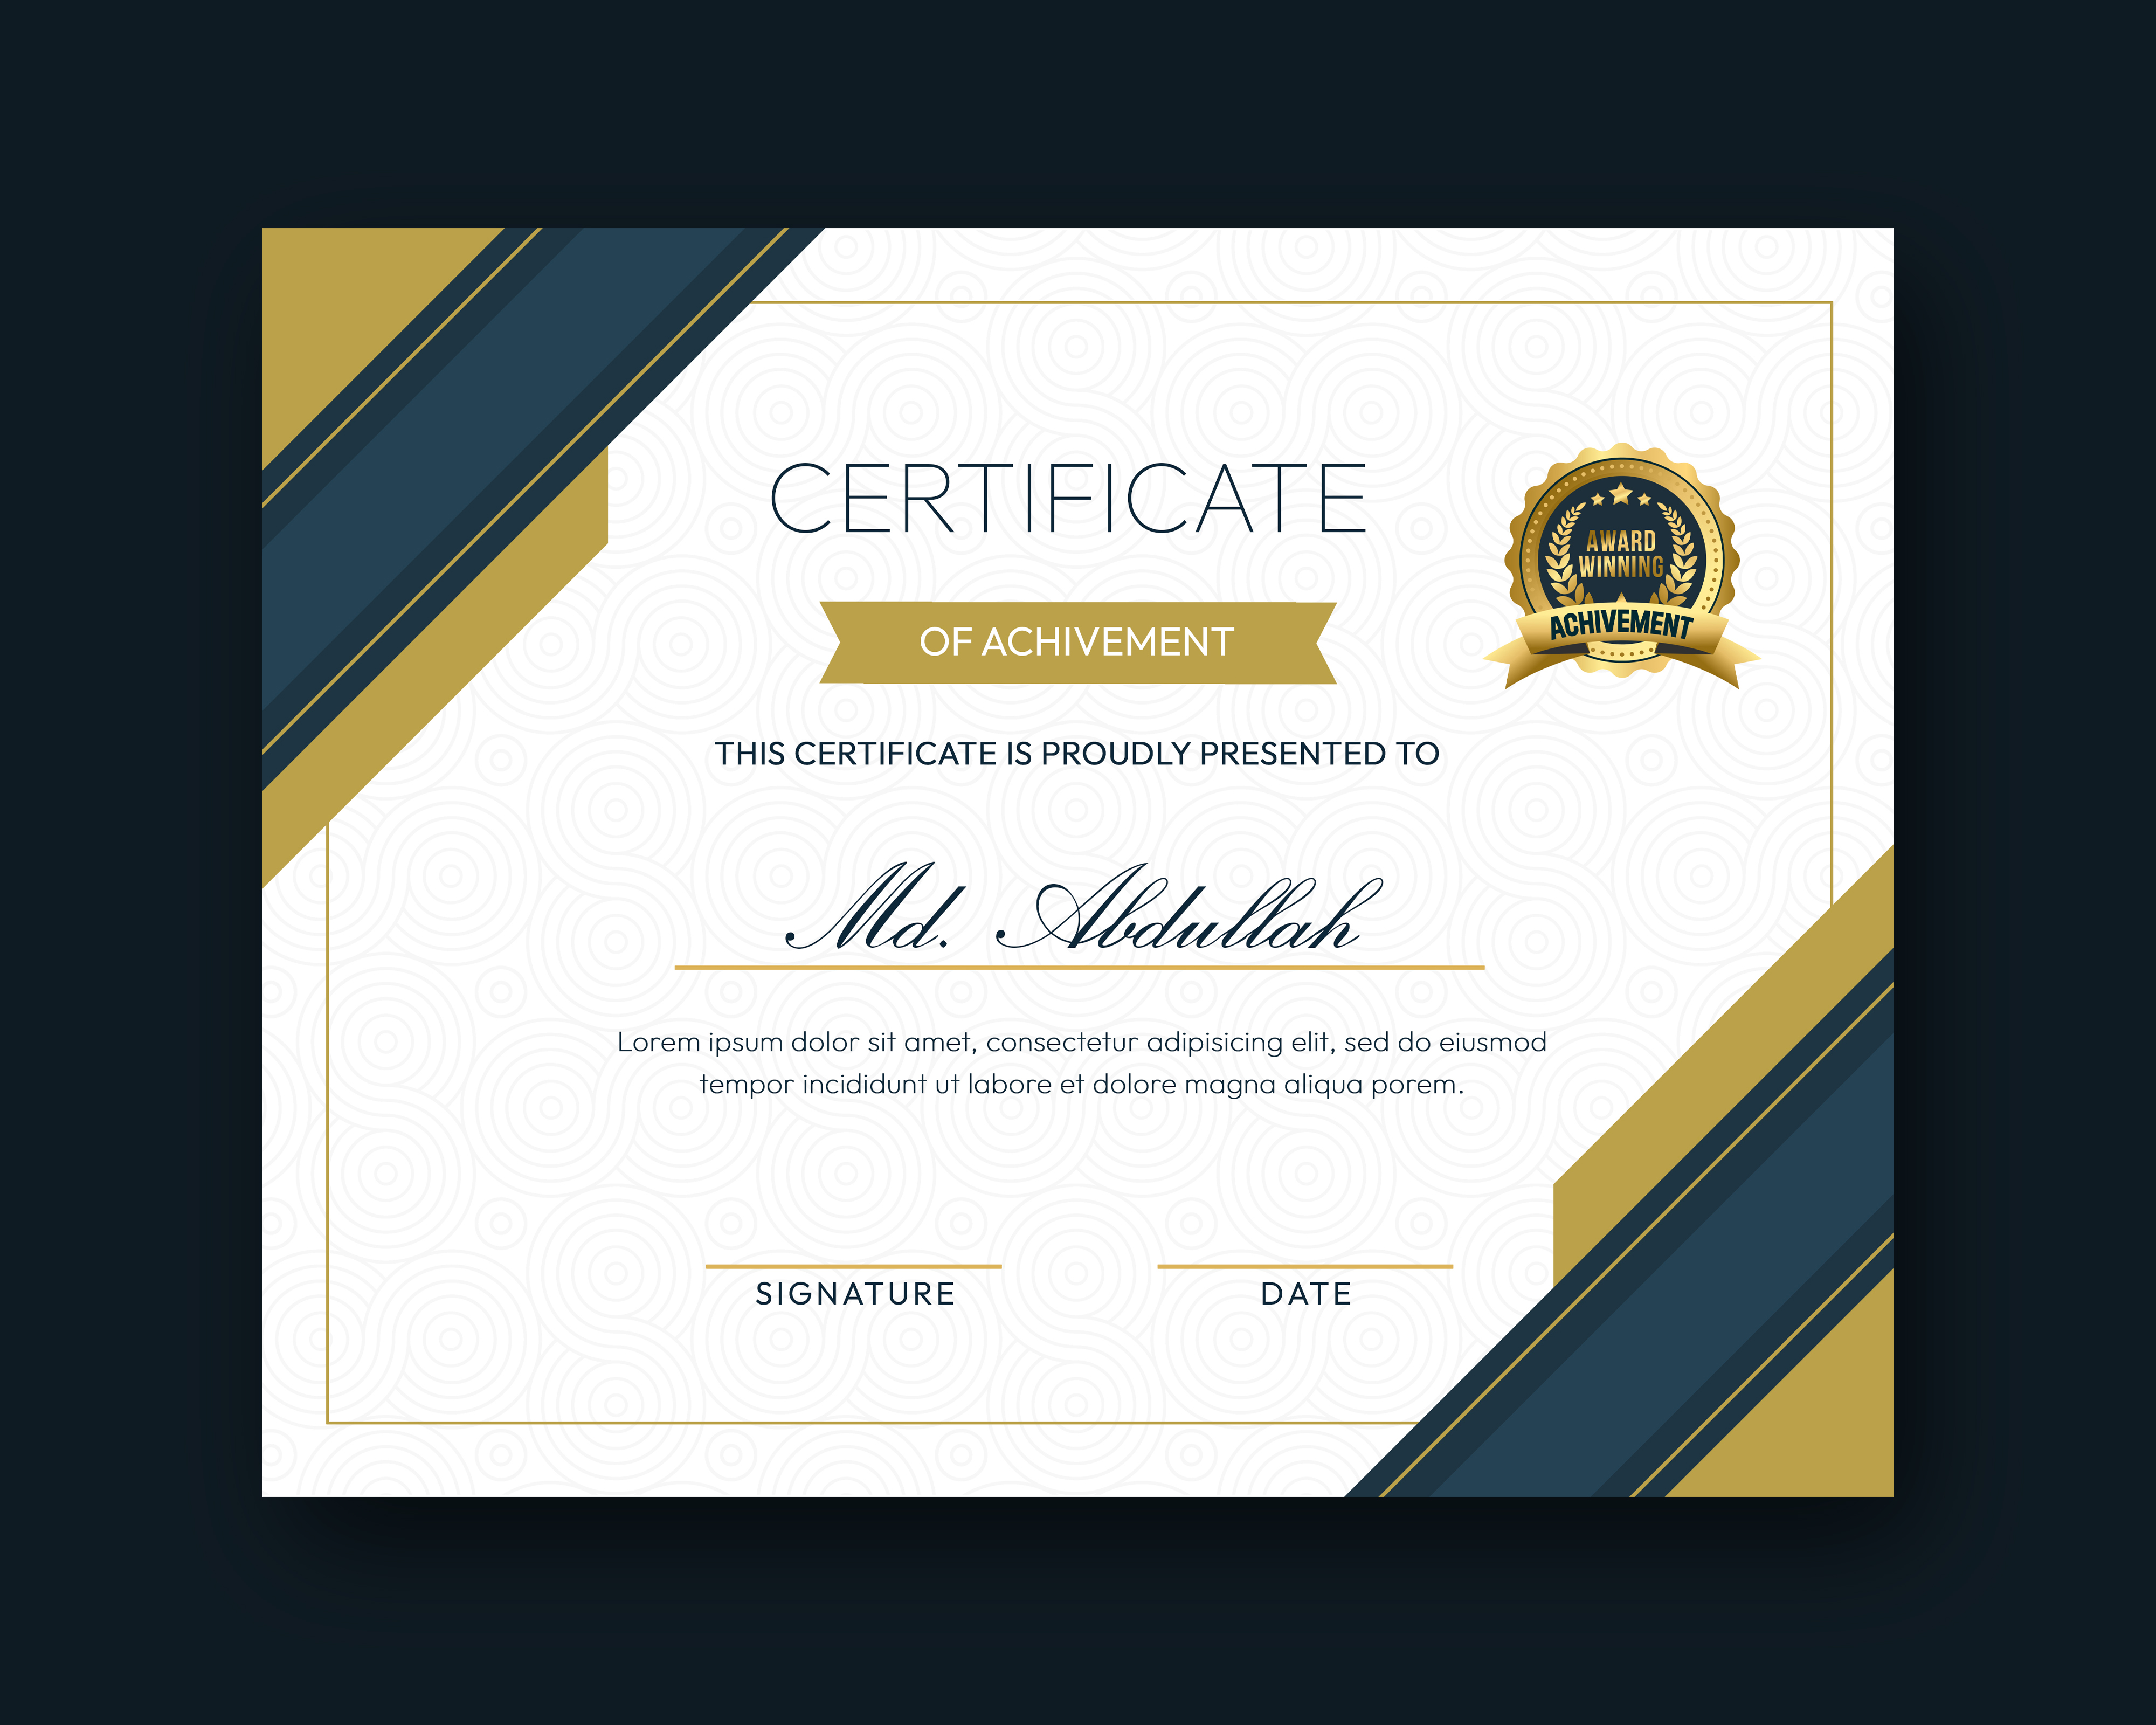 CERTIFICATE
AWARD
WINNING
ACHIVEMENT
OF ACHIVEMENT
THIS CERTIFICATE IS PROUDLY PRESENTED TO
Md. Abdullah
Lorem ipsum dolor sit amet, consectetur adipisicing elit, sed do eiusmod
tempor incididunt ut labore et dolore magna aliqua porem.
SIGNATURE
DATE